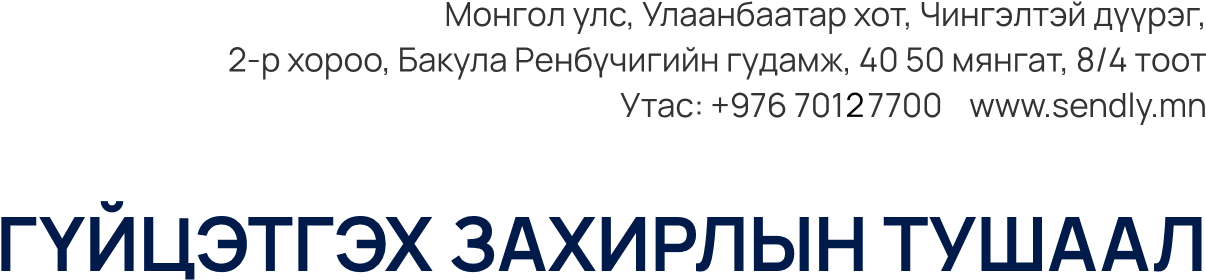 Монгол улс, Улаанбаатар хот, Чингэлтэй дүүрэг,
2-р хороо, Бакула Ренбүчигийн гудамж, 40 50 мянгат, 8/4 тоот
Утас: +976 70127700 www.sendly.mn
ГҮЙЦЭТГЭХ ЗАХИРЛЫН ТУШААЛ